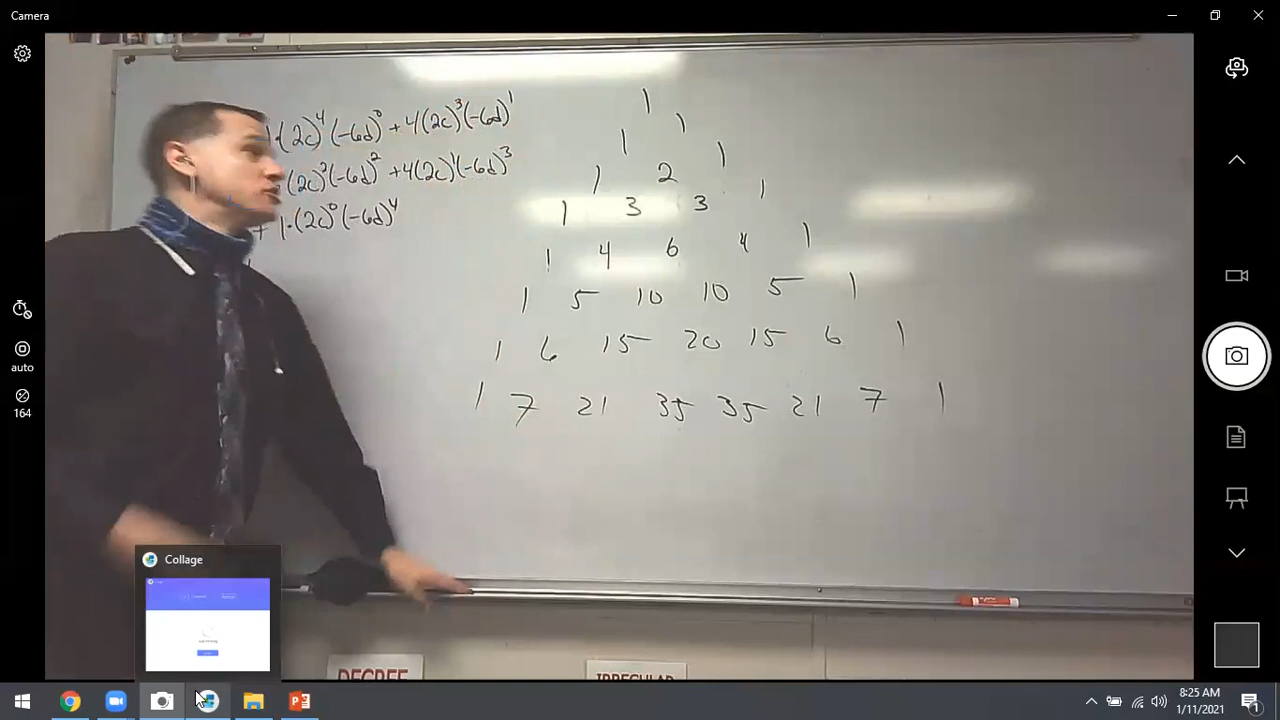 Camera
1·(2c)⁴(-6d)⁰ + 4(2c)³(-6d)¹
(2c)²(-6d)² + 4(2c)¹(-6d)³
+ 1·(2c)⁰(-6d)⁴
1
1 1
1 2 1
1 3 3 1
1 4 6 4 1
1 5 10 10 5 1
1 6 15 20 15 6 1
1 7 21 35 35 21 7 1
auto
164
Collage
DEGREE
IRREGULAR
8:25 AM
1/11/2021